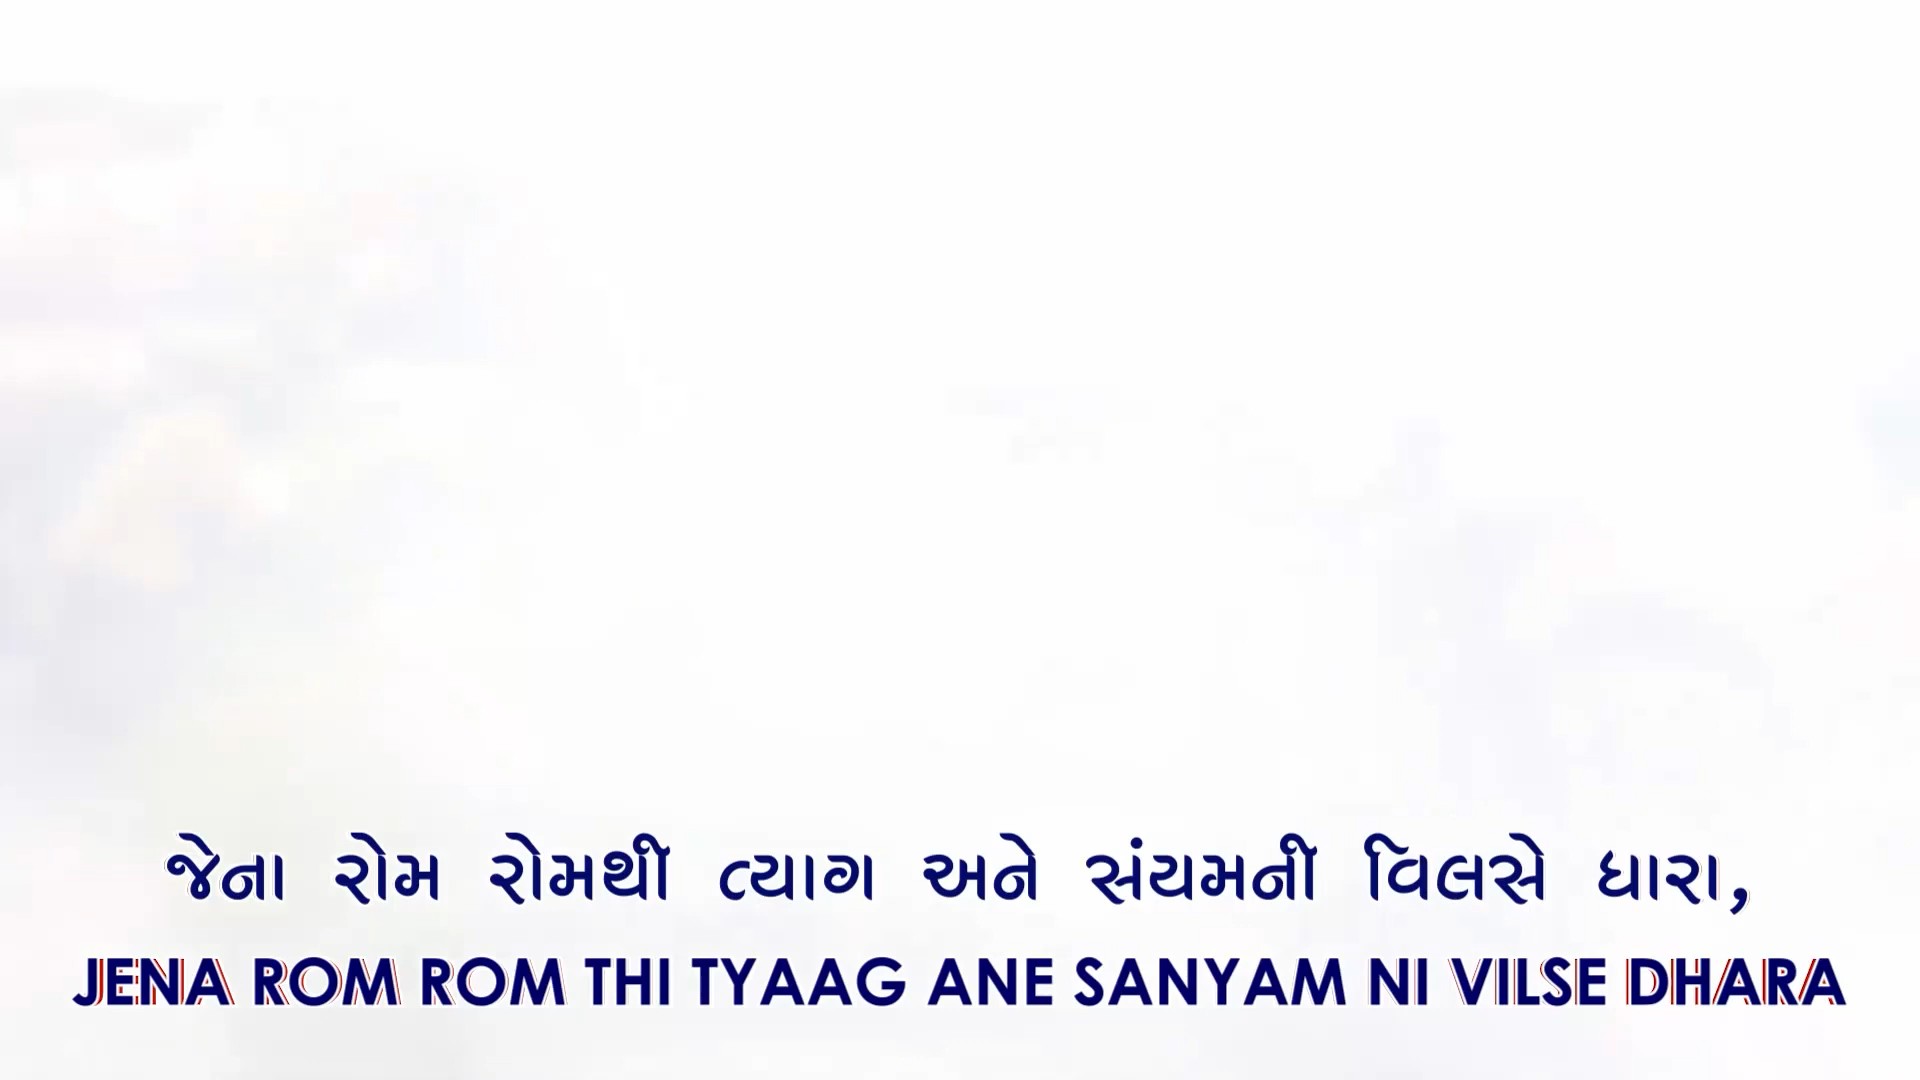 જેના રોમ રોમથી ત્યાગ અને સંયમની વિલસે ધારા,
JENA ROM ROM THI TYAAG ANE SANYAM NI VILSE DHARA